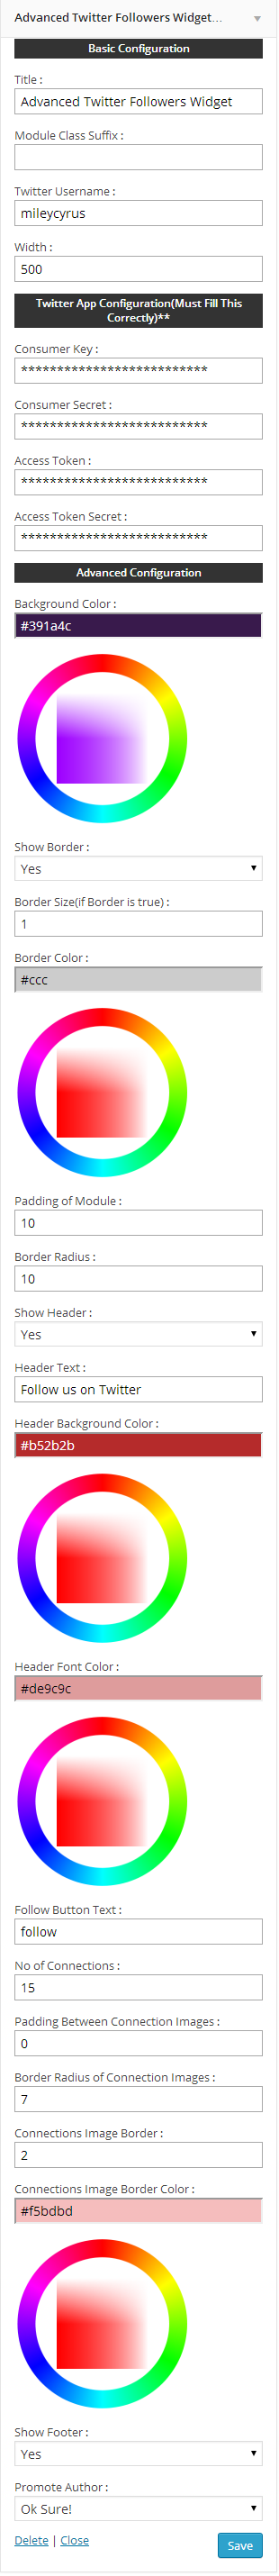 Advanced Twitter Followers Widget...
Basic Configuration
Title :
Advanced Twitter Followers Widget
Module Class Suffix :
Twitter Username :
mileycyrus
Width :
500
Twitter App Configuration(Must Fill This
Correctly)**
Consumer Key :
**************************
Consumer Secret :
**************************
Access Token :
**************************
Access Token Secret :
**************************
Advanced Configuration
Background Color :
#391a4c
Show Border :
Yes
Border Size(if Border is true) :
1
Border Color :
#ccc
Padding of Module :
10
Border Radius :
10
Show Header :
Yes
Header Text :
Follow us on Twitter
Header Background Color :
#b52b2b
Header Font Color :
#de9c9c
Follow Button Text :
follow
No of Connections :
15
Padding Between Connection Images :
0
Border Radius of Connection Images :
7
Connections Image Border :
2
Connections Image Border Color :
#f5bdbd
Show Footer :
Yes
Promote Author :
Ok Sure!
Delete | Close
Save